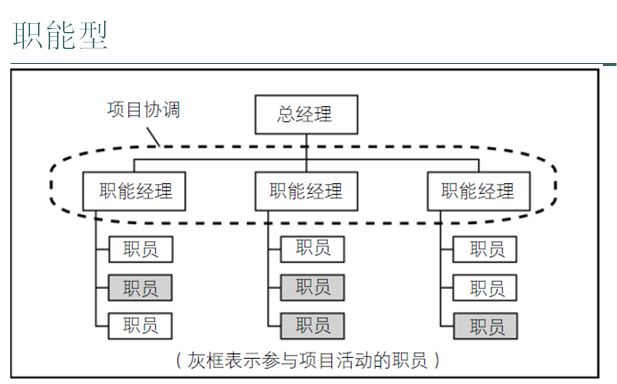 职能型
项目协调
总经理
职能经理 职能经理 职能经理
职员 职员 职员
职员 职员 职员
职员 职员 职员
（灰框表示参与项目活动的职员）